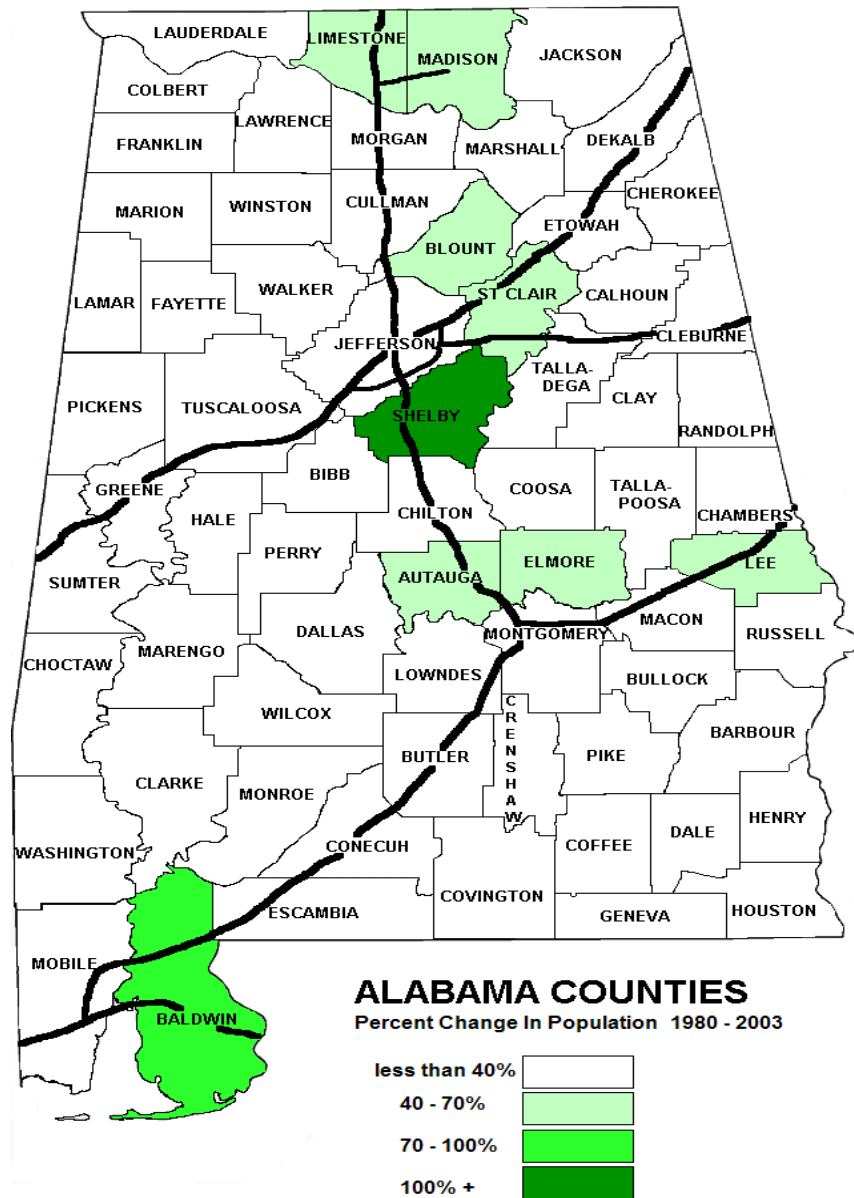 LAUDERDALE
LIMESTONE
MADISON
JACKSON
COLBERT
LAWRENCE
FRANKLIN
MORGAN
MARSHALL
DEKALB
CHEROKEE
MARION
WINSTON
CULLMAN
BLOUNT
ETOWAH
LAMAR
FAYETTE
WALKER
ST CLAIR
CALHOUN
JEFFERSON
CLEBURNE
PICKENS
TUSCALOOSA
SHELBY
TALLA-
DEGA
CLAY
RANDOLPH
GREENE
BIBB
HALE
CHILTON
COOSA
TALLA-
POOSA
CHAMBERS
PERRY
SUMTER
AUTAUGA
ELMORE
LEE
DALLAS
MONTGOMERY
MACON
RUSSELL
CHOCTAW
MARENGO
LOWNDES
BULLOCK
WILCOX
CRENSHAW
BARBOUR
CLARKE
BUTLER
PIKE
MONROE
HENRY
WASHINGTON
CONECUH
COFFEE
DALE
ESCAMBIA
COVINGTON
GENEVA
HOUSTON
MOBILE
BALDWIN
ALABAMA COUNTIES
Percent Change In Population 1980 - 2003
less than 40%
40 - 70%
70 - 100%
100% +